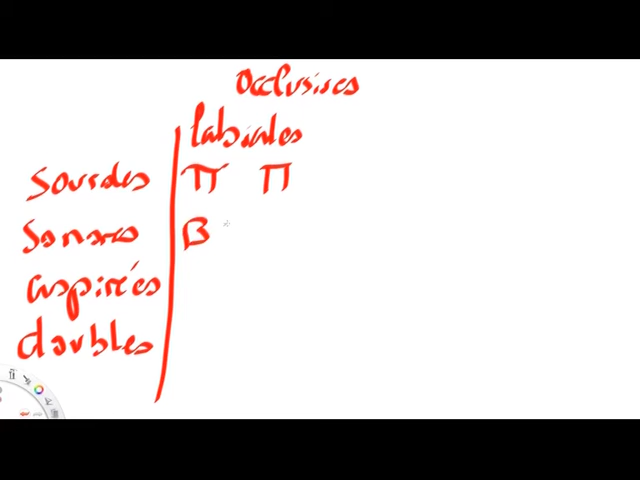 occlusives
labiales
sourdes π Π
sonores β
aspirées
doubles